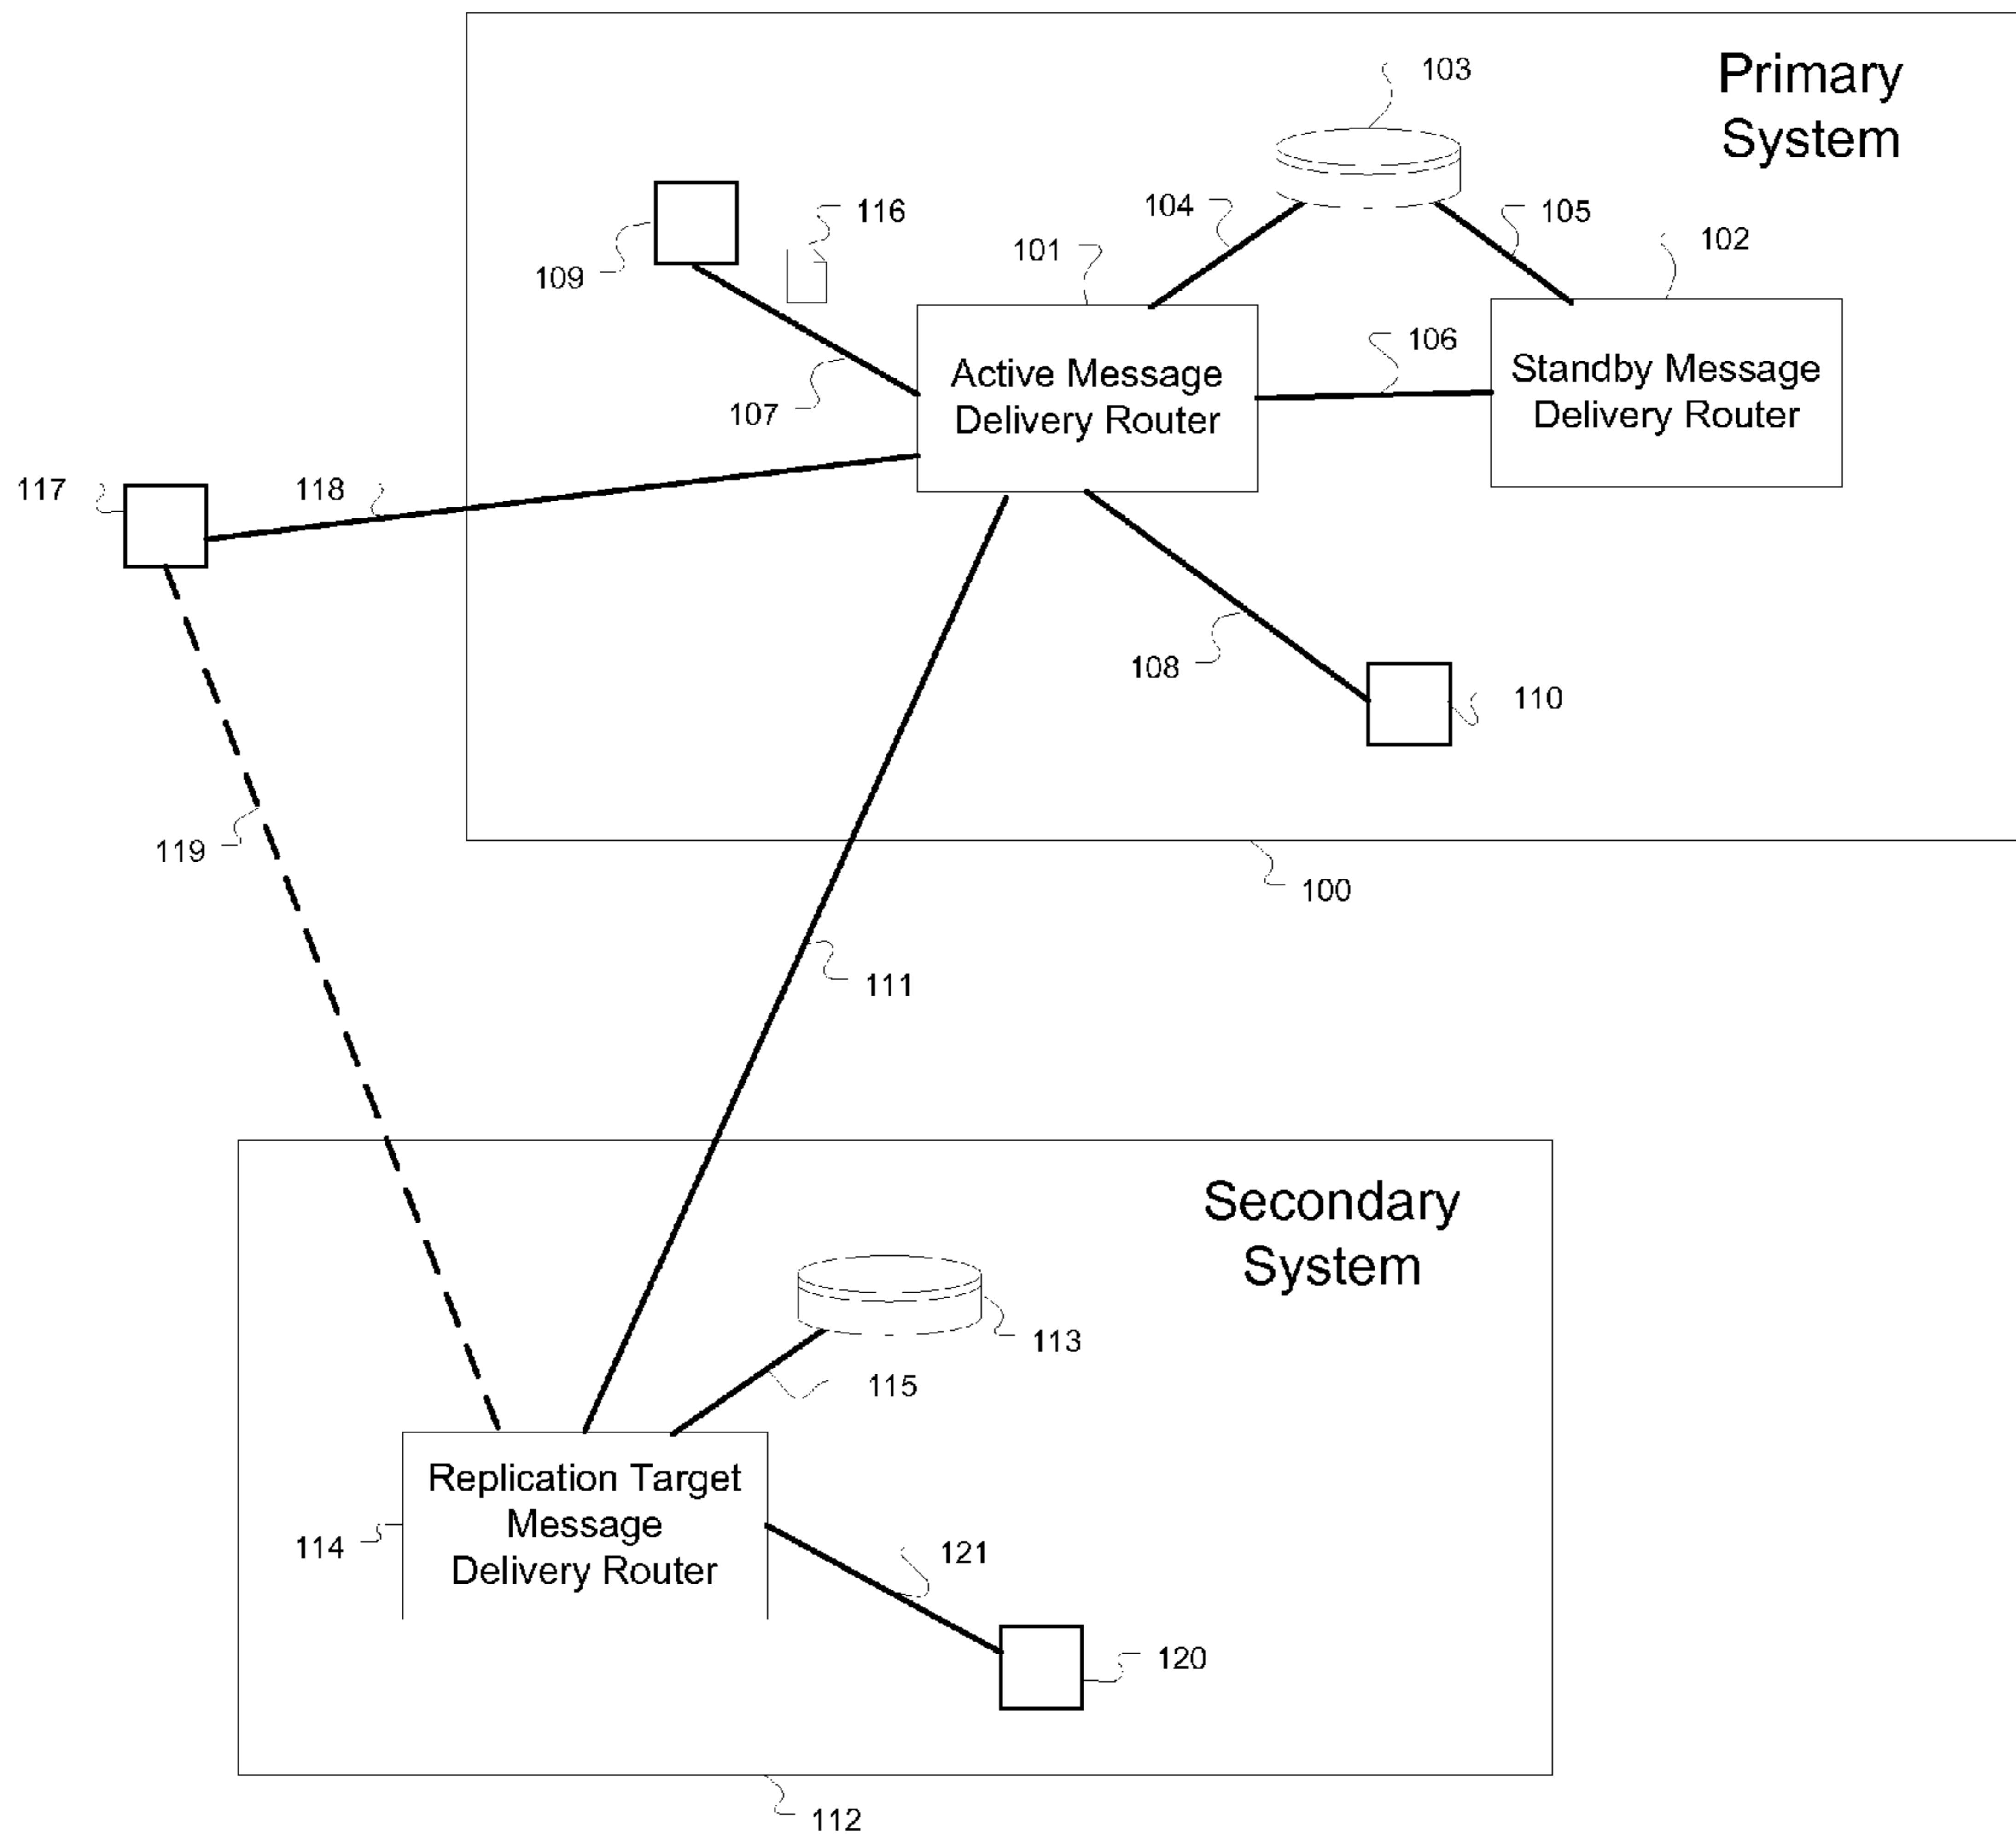 103
Primary
System
116
104
105
109
101
102
106
Active Message
Delivery Router
Standby Message
Delivery Router
107
117
118
108
110
119
100
111
Secondary
System
113
115
Replication Target
Message
Delivery Router
114
121
120
112